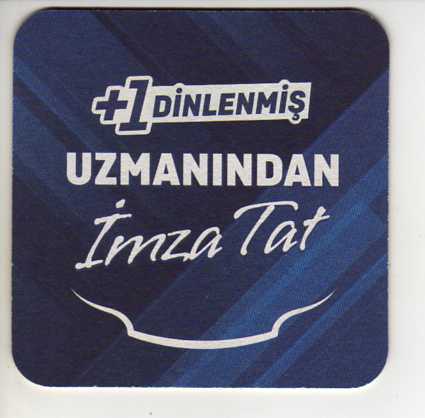 +1 DİNLENMİŞ
UZMANINDAN
İmza Tat